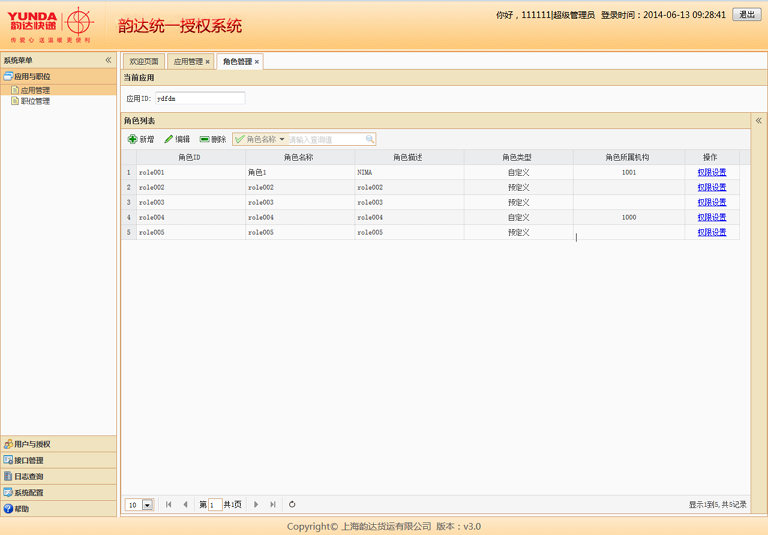 YUNDA
韵达快递
传爱心 送温暖 更便利
韵达统一授权系统
你好，111111|超级管理员 登录时间：2014-06-13 09:28:41 退出
系统菜单
应用与职位
应用管理
职位管理
用户与授权
接口管理
日志查询
系统配置
帮助
欢迎页面 应用管理 角色管理
当前应用
应用ID: ydfdm
角色列表
新增 编辑 删除 角色名称 请输入查询值
角色ID 角色名称 角色描述 角色类型 角色所属机构 操作
1 role001 角色1 NIMA 自定义 1001 权限设置
2 role002 role002 role002 预定义 权限设置
3 role003 role003 role003 预定义 权限设置
4 role004 role004 role004 自定义 1000 权限设置
5 role005 role005 role005 预定义 权限设置
10 第 1 共1页 显示1到5,共5记录
Copyright© 上海韵达货运有限公司 版本：v3.0